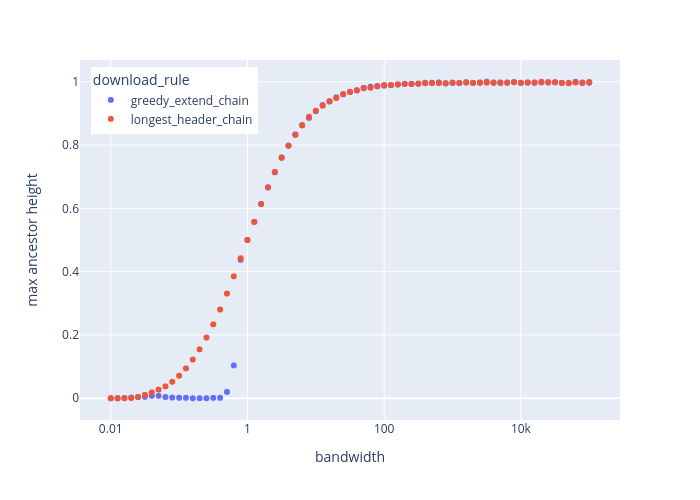 download_rule
greedy_extend_chain
longest_header_chain
max ancestor height
1
0.8
0.6
0.4
0.2
0
0.01
1
100
10k
bandwidth